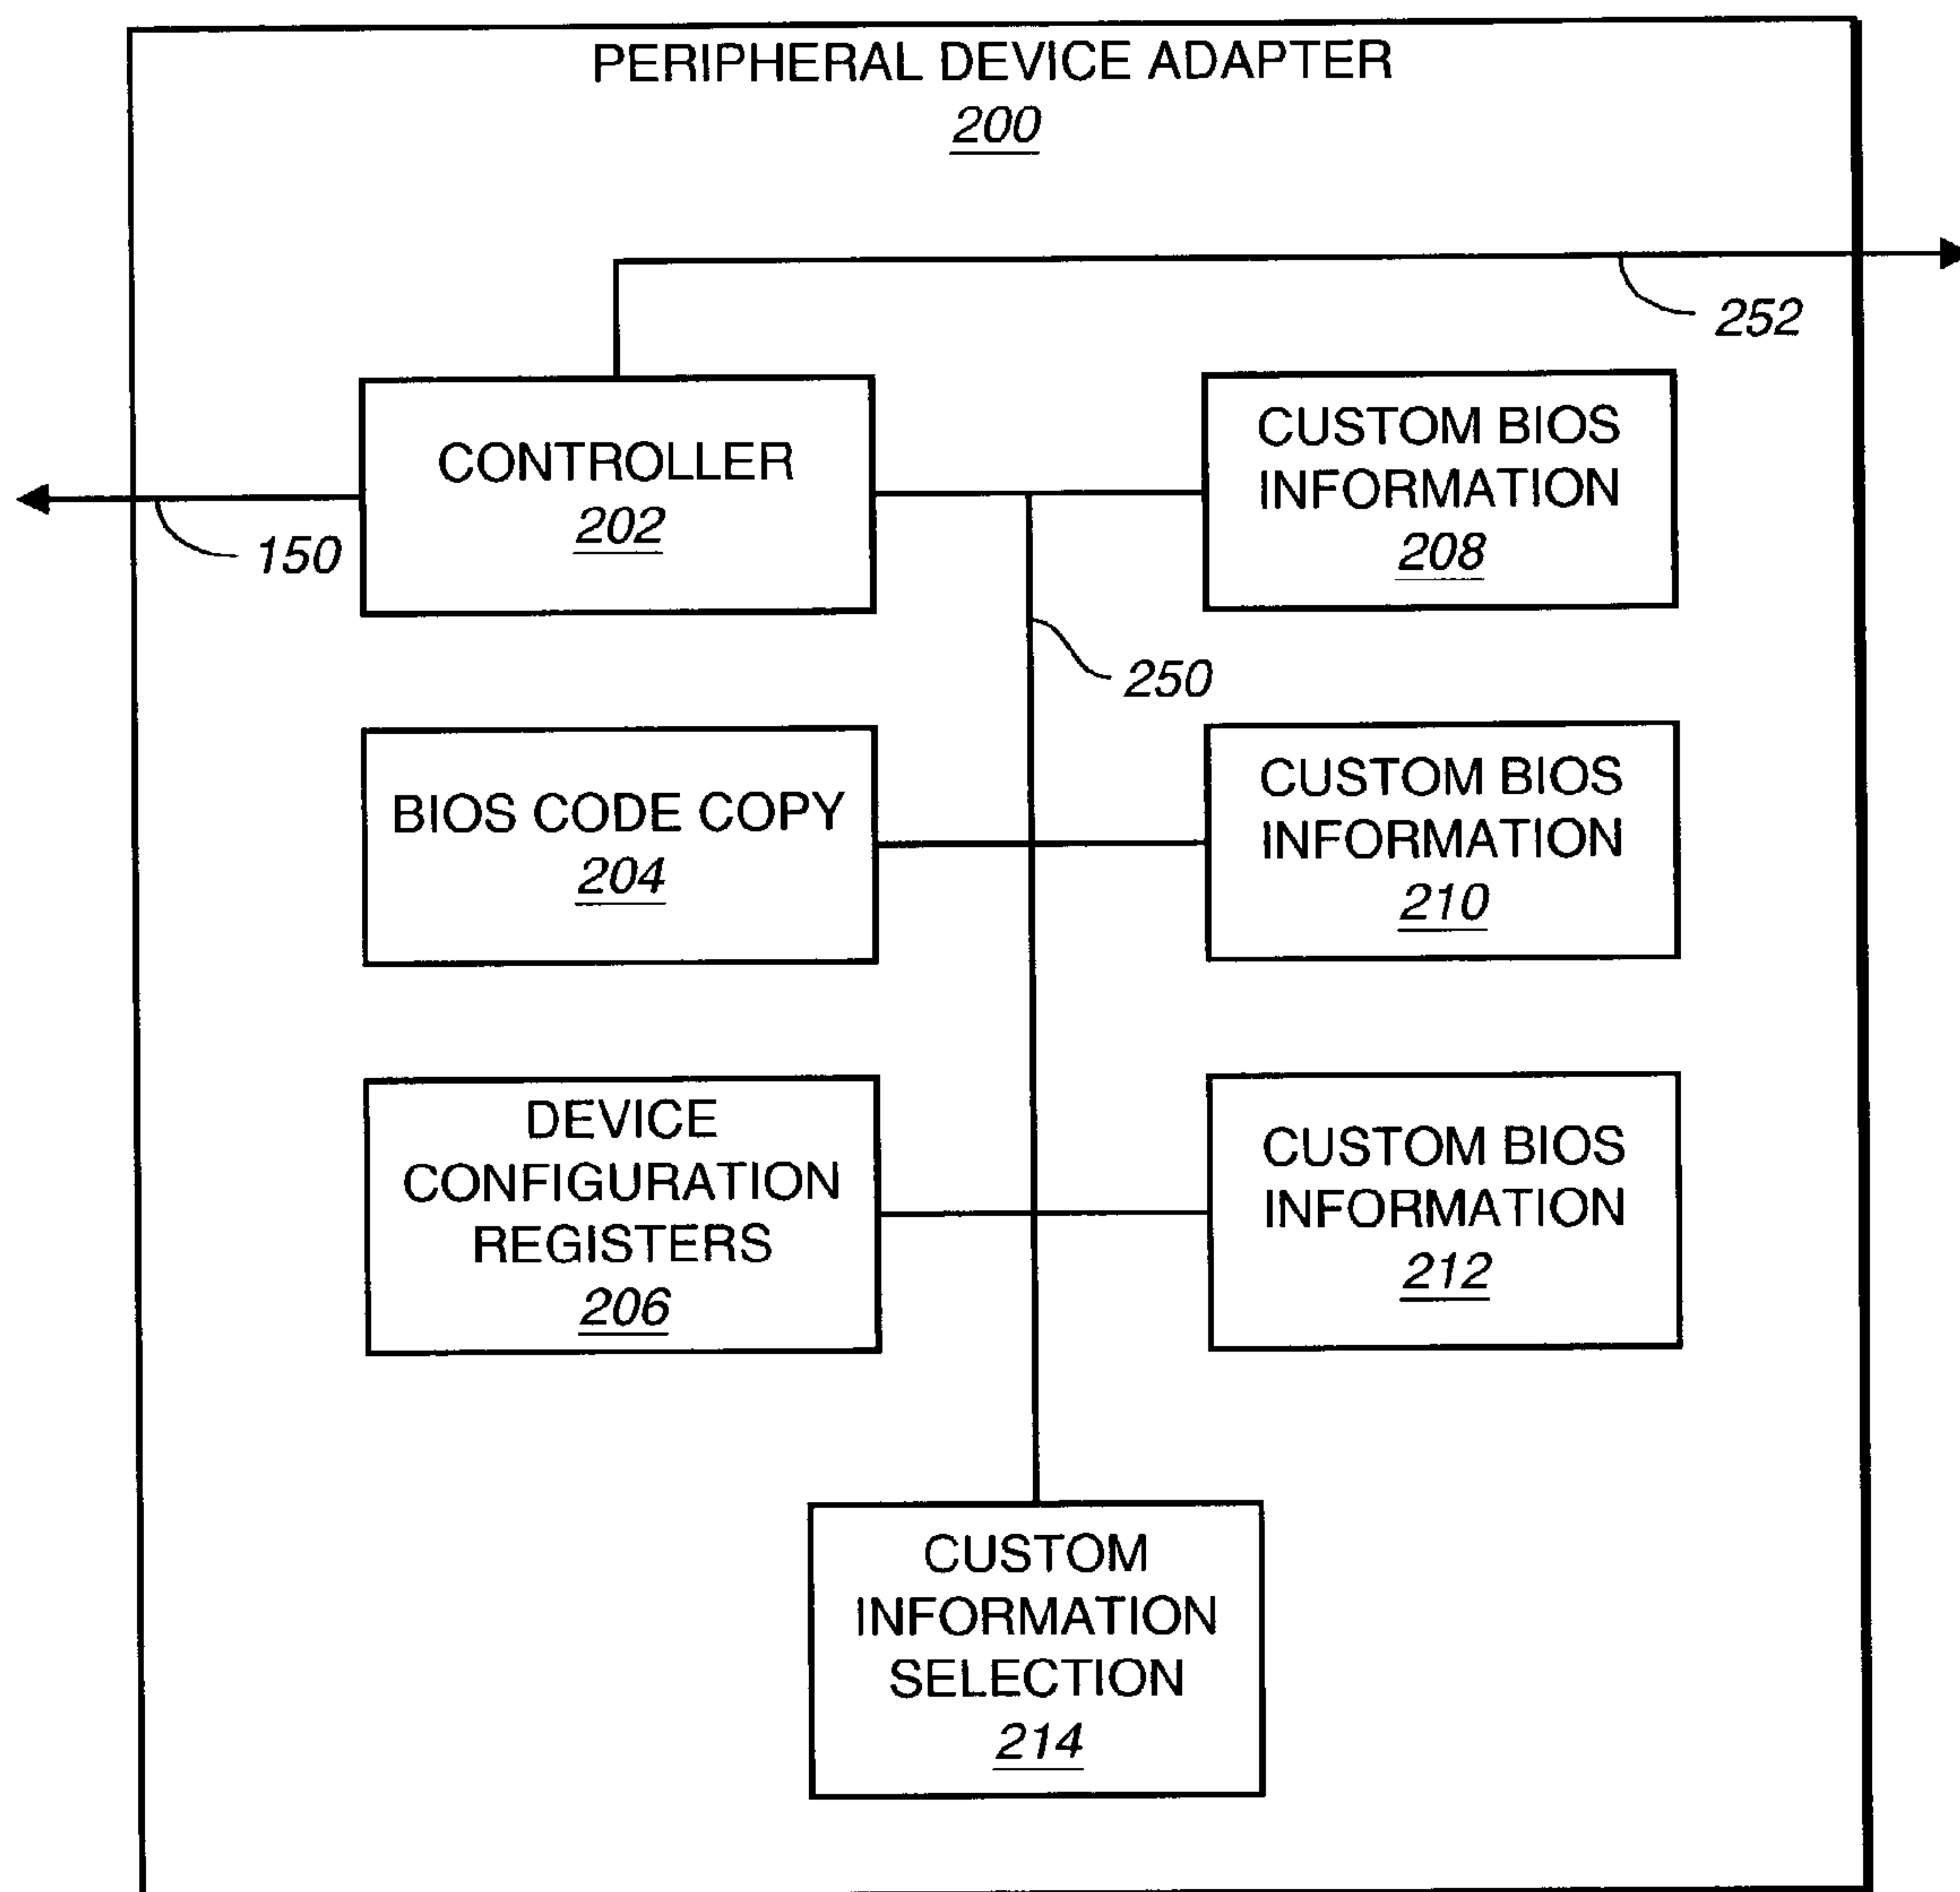 PERIPHERAL DEVICE ADAPTER
200
252
CONTROLLER
202
150
CUSTOM BIOS
INFORMATION
208
250
BIOS CODE COPY
204
CUSTOM BIOS
INFORMATION
210
DEVICE
CONFIGURATION
REGISTERS
206
CUSTOM BIOS
INFORMATION
212
CUSTOM
INFORMATION
SELECTION
214